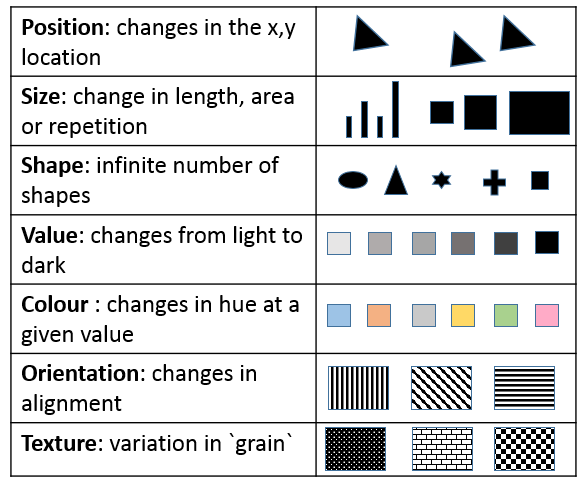 Position: changes in the x,y
location
Size: change in length, area
or repetition
Shape: infinite number of
shapes
Value: changes from light to
dark
Colour : changes in hue at a
given value
Orientation: changes in
alignment
Texture: variation in `grain`